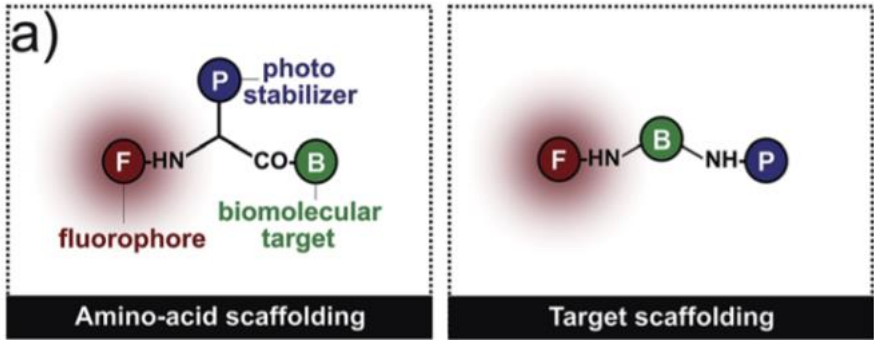 a)
P
photo
stabilizer
F
HN
CO
B
biomolecular
target
fluorophore
Amino-acid scaffolding
F
HN
B
NH
P
Target scaffolding